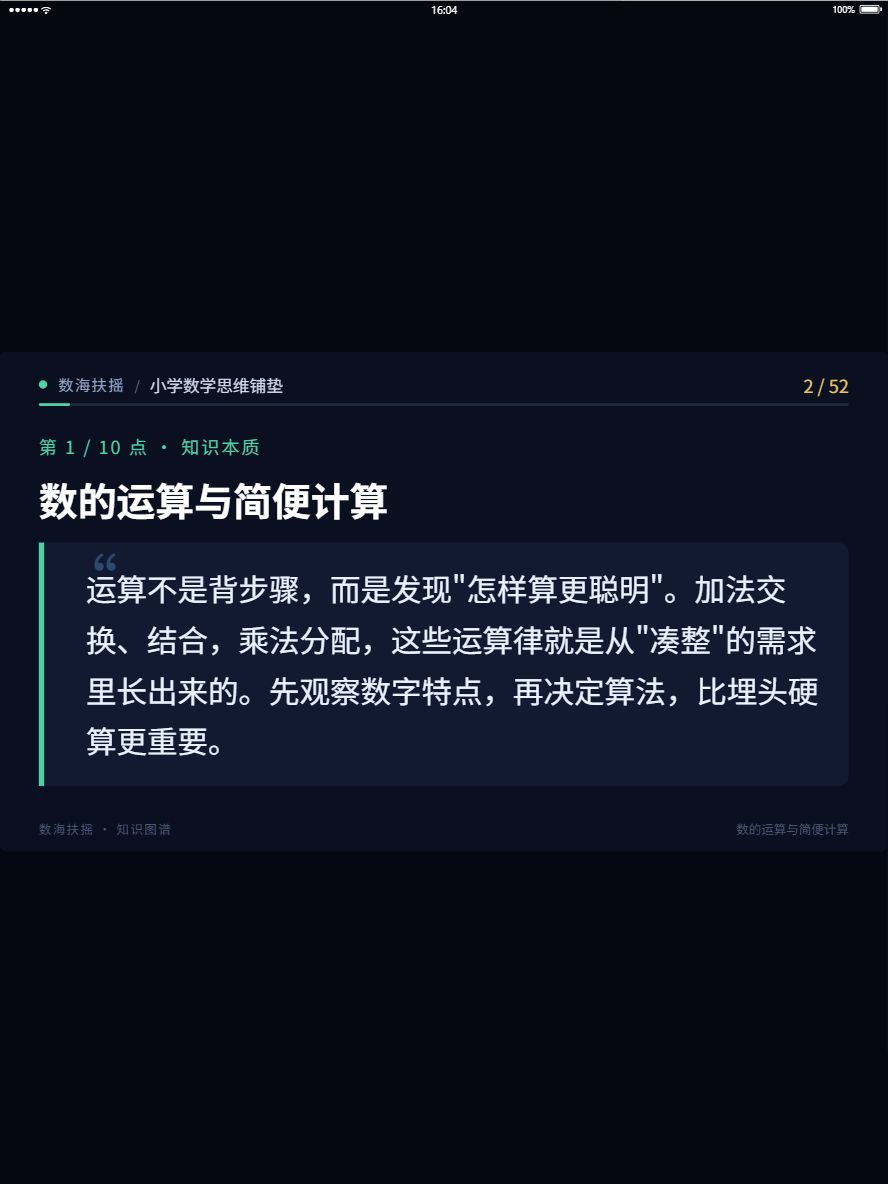 16:04
100%
数海扶摇 / 小学数学思维铺垫
2 / 52
第 1 / 10 点 · 知识本质
数的运算与简便计算
“
运算不是背步骤，而是发现"怎样算更聪明"。加法交
换、结合，乘法分配，这些运算律就是从"凑整"的需求
里长出来的。先观察数字特点，再决定算法，比埋头硬
算更重要。
数海扶摇 · 知识图谱
数的运算与简便计算